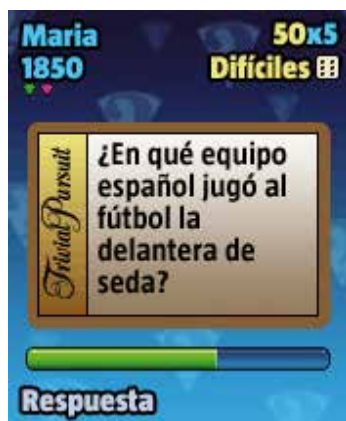 Maria
50x5
1850
Difíciles
Trivial Pursuit
¿En qué equipo
español jugó al
fútbol la
delantera de
seda?
Respuesta